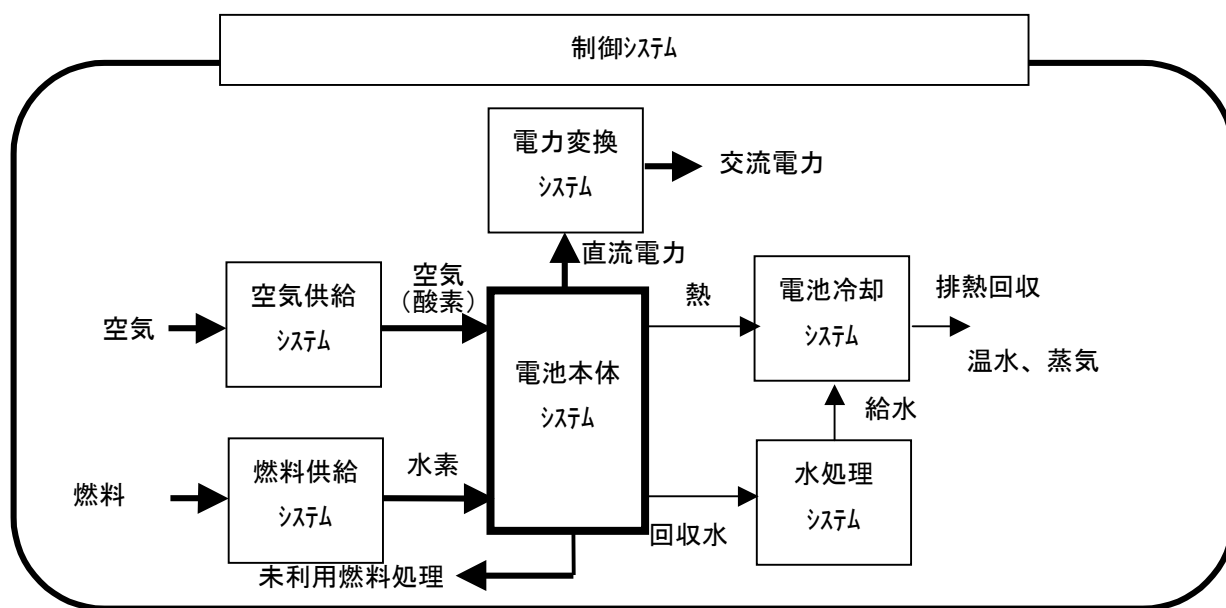 制御ｼｽﾃﾑ
電力変換
ｼｽﾃﾑ
交流電力
直流電力
空気
空気供給
ｼｽﾃﾑ
空気
（酸素）
電池本体
ｼｽﾃﾑ
熱
電池冷却
ｼｽﾃﾑ
排熱回収
温水、蒸気
給水
燃料
燃料供給
ｼｽﾃﾑ
水素
回収水
水処理
ｼｽﾃﾑ
未利用燃料処理